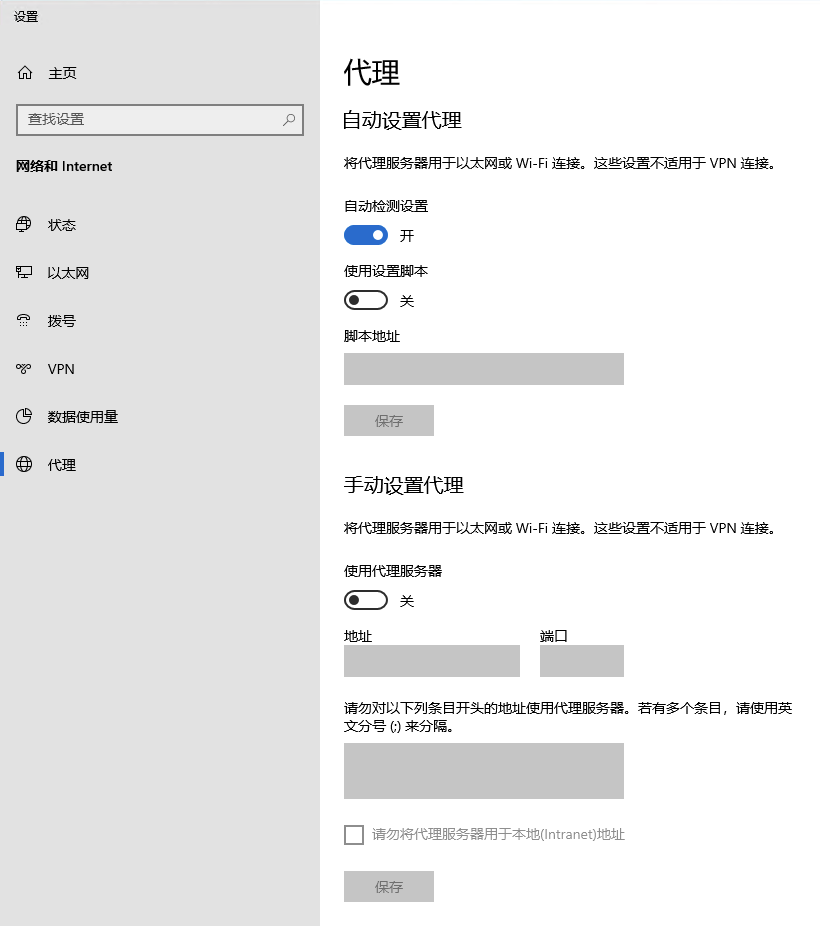 设置
主页
查找设置
网络和 Internet
状态
以太网
拨号
VPN
数据使用量
代理
代理
自动设置代理
将代理服务器用于以太网或 Wi-Fi 连接。这些设置不适用于 VPN 连接。
自动检测设置
开
使用设置脚本
关
脚本地址
保存
手动设置代理
将代理服务器用于以太网或 Wi-Fi 连接。这些设置不适用于 VPN 连接。
使用代理服务器
关
地址 端口
请勿对以下列条目开头的地址使用代理服务器。若有多个条目，请使用英
文分号 (;) 来分隔。
请勿将代理服务器用于本地(Intranet)地址
保存